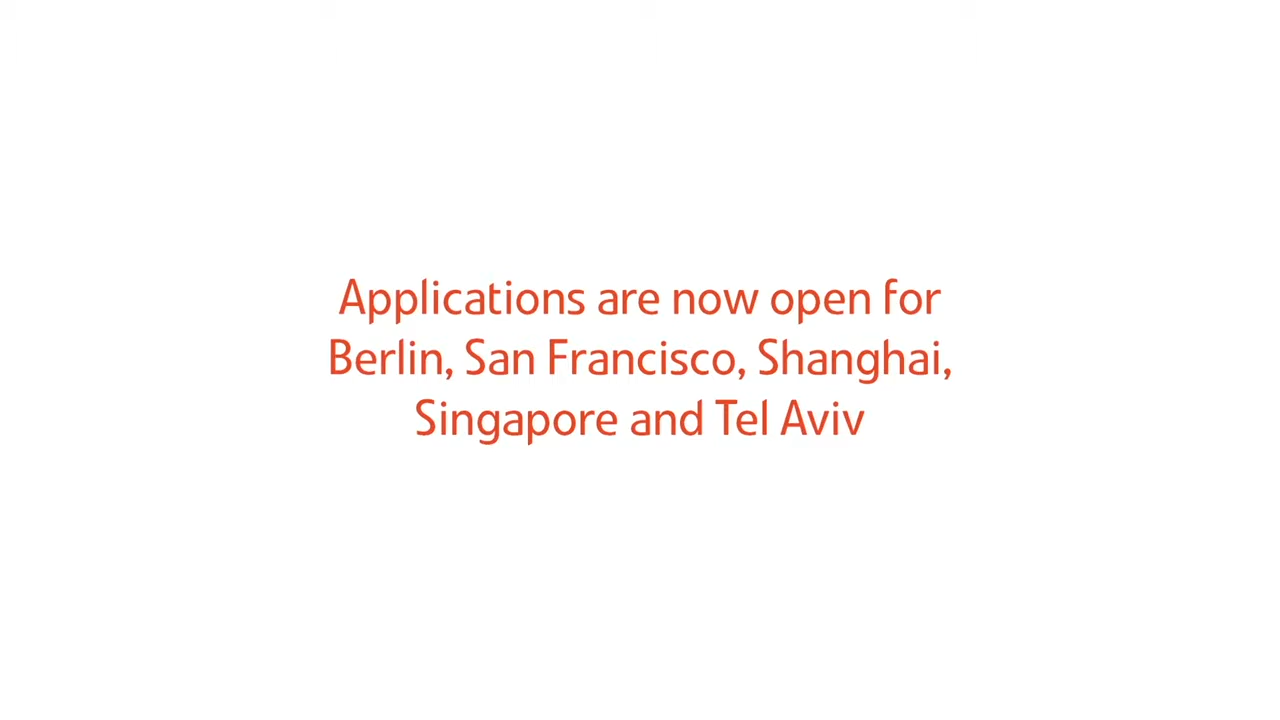 Applications are now open for
Berlin, San Francisco, Shanghai,
Singapore and Tel Aviv